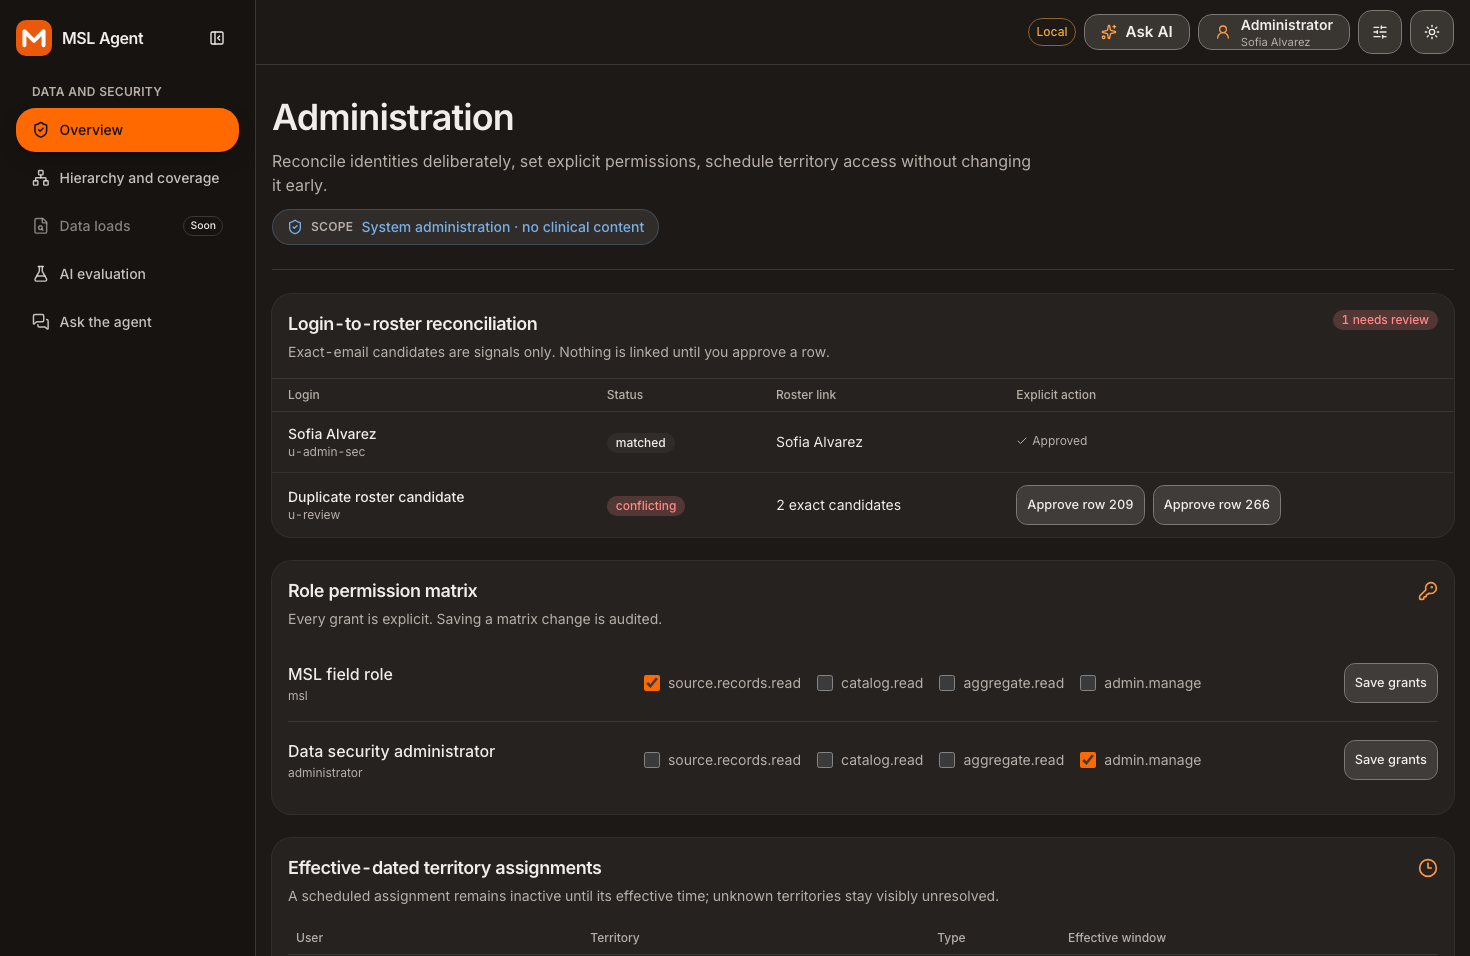 MSL Agent
DATA AND SECURITY
Overview
Hierarchy and coverage
Data loads
Soon
AI evaluation
Ask the agent
Local
Ask AI
Administrator
Sofia Alvarez
Administration
Reconcile identities deliberately, set explicit permissions, schedule territory access without changing
it early.
SCOPE System administration · no clinical content
Login-to-roster reconciliation
1 needs review
Exact-email candidates are signals only. Nothing is linked until you approve a row.
Login Status Roster link Explicit action
Sofia Alvarez
u-admin-sec
matched
Sofia Alvarez
Approved
Duplicate roster candidate
u-review
conflicting
2 exact candidates
Approve row 209
Approve row 266
Role permission matrix
Every grant is explicit. Saving a matrix change is audited.
MSL field role
msl
source.records.read catalog.read aggregate.read admin.manage
Save grants
Data security administrator
administrator
source.records.read catalog.read aggregate.read admin.manage
Save grants
Effective-dated territory assignments
A scheduled assignment remains inactive until its effective time; unknown territories stay visibly unresolved.
User Territory Type Effective window